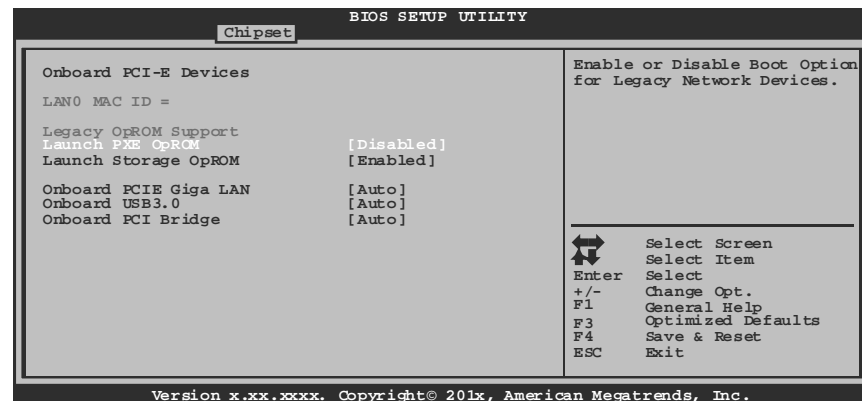 BIOS SETUP UTILITY
Chipset
Onboard PCI-E Devices
LAN0 MAC ID =
Legacy OpROM Support
Launch PXE OpROM [Disabled]
Launch Storage OpROM [Enabled]
Onboard PCIE Giga LAN [Auto]
Onboard USB3.0 [Auto]
Onboard PCI Bridge [Auto]
Enable or Disable Boot Option
for Legacy Network Devices.
Select Screen
Select Item
Enter Select
+/- Change Opt.
F1 General Help
F3 Optimized Defaults
F4 Save & Reset
ESC Exit
Version x.xx.xxxx. Copyright© 201x, American Megatrends, Inc.